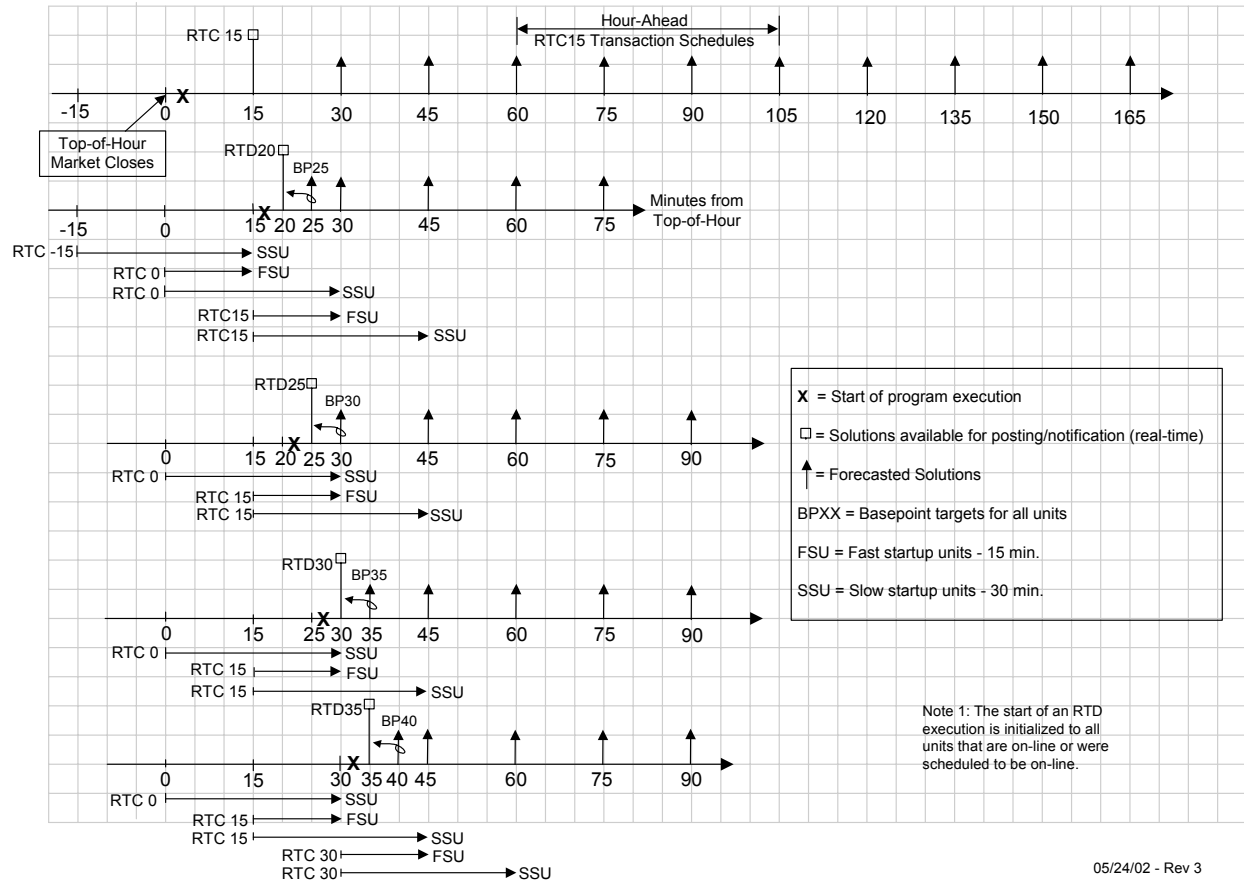 Hour-Ahead
RTC15 Transaction Schedules
RTC 15
-15 0 15 30 45 60 75 90 105 120 135 150 165
Top-of-Hour
Market Closes
X
RTD20
BP25
X
Minutes from
Top-of-Hour
-15 0 15 20 25 30 45 60 75
RTC -15 SSU
RTC 0 FSU
RTC 0 SSU
RTC15 FSU
RTC15 SSU
RTD25
BP30
X
0 15 20 25 30 45 60 75 90
RTC 0 SSU
RTC 15 FSU
RTC 15 SSU
RTD30
BP35
X
0 15 25 30 35 45 60 75 90
RTC 0 SSU
RTC 15 FSU
RTC 15 SSU
RTD35
BP40
X
0 15 30 35 40 45 60 75 90
RTC 0 SSU
RTC 15 FSU
RTC 15 SSU
RTC 30 FSU
RTC 30 SSU
X = Start of program execution
= Solutions available for posting/notification (real-time)
= Forecasted Solutions
BPXX = Basepoint targets for all units
FSU = Fast startup units - 15 min.
SSU = Slow startup units - 30 min.
Note 1: The start of an RTD
execution is initialized to all
units that are on-line or were
scheduled to be on-line.
05/24/02 - Rev 3